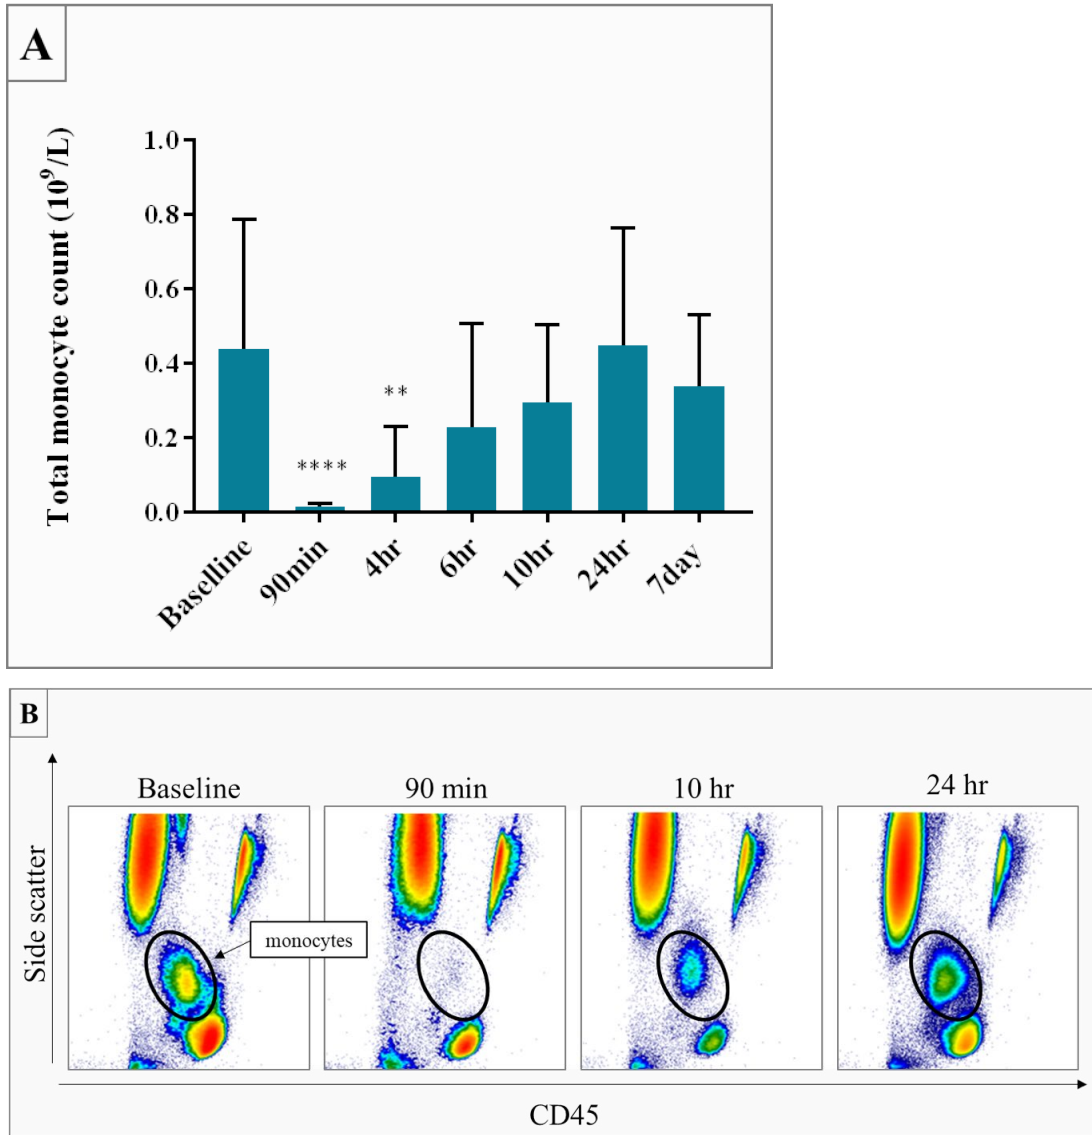 A
Total monocyte count (10⁹/L)
1.0
0.8
0.6
0.4
0.2
0.0
****
**
Baselline
90min
4hr
6hr
10hr
24hr
7day
B
Side scatter
Baseline
90 min
10 hr
24 hr
monocytes
CD45